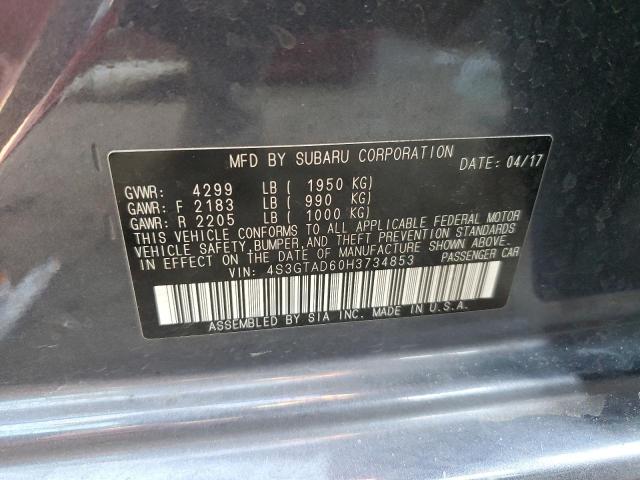 MFD BY SUBARU CORPORATION DATE: 04/17
GVWR: 4299 LB ( 1950 KG)
GAWR: F 2183 LB ( 990 KG)
GAWR: R 2205 LB ( 1000 KG)
THIS VEHICLE CONFORMS TO ALL APPLICABLE FEDERAL MOTOR
VEHICLE SAFETY, BUMPER, AND THEFT PREVENTION STANDARDS
IN EFFECT ON THE DATE OF MANUFACTURE SHOWN ABOVE.
VIN: 4S3GTAD60H3734853 PASSENGER CAR
ASSEMBLED BY SIA INC. MADE IN U.S.A.